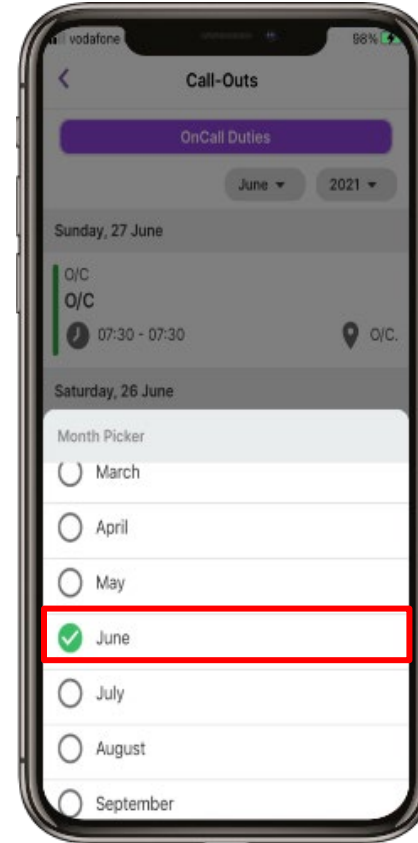 vodafone 98%
Call-Outs
OnCall Duties
June 2021
Sunday, 27 June
O/C
O/C
07:30 - 07:30 O/C.
Saturday, 26 June
Month Picker
March
April
May
June
July
August
September